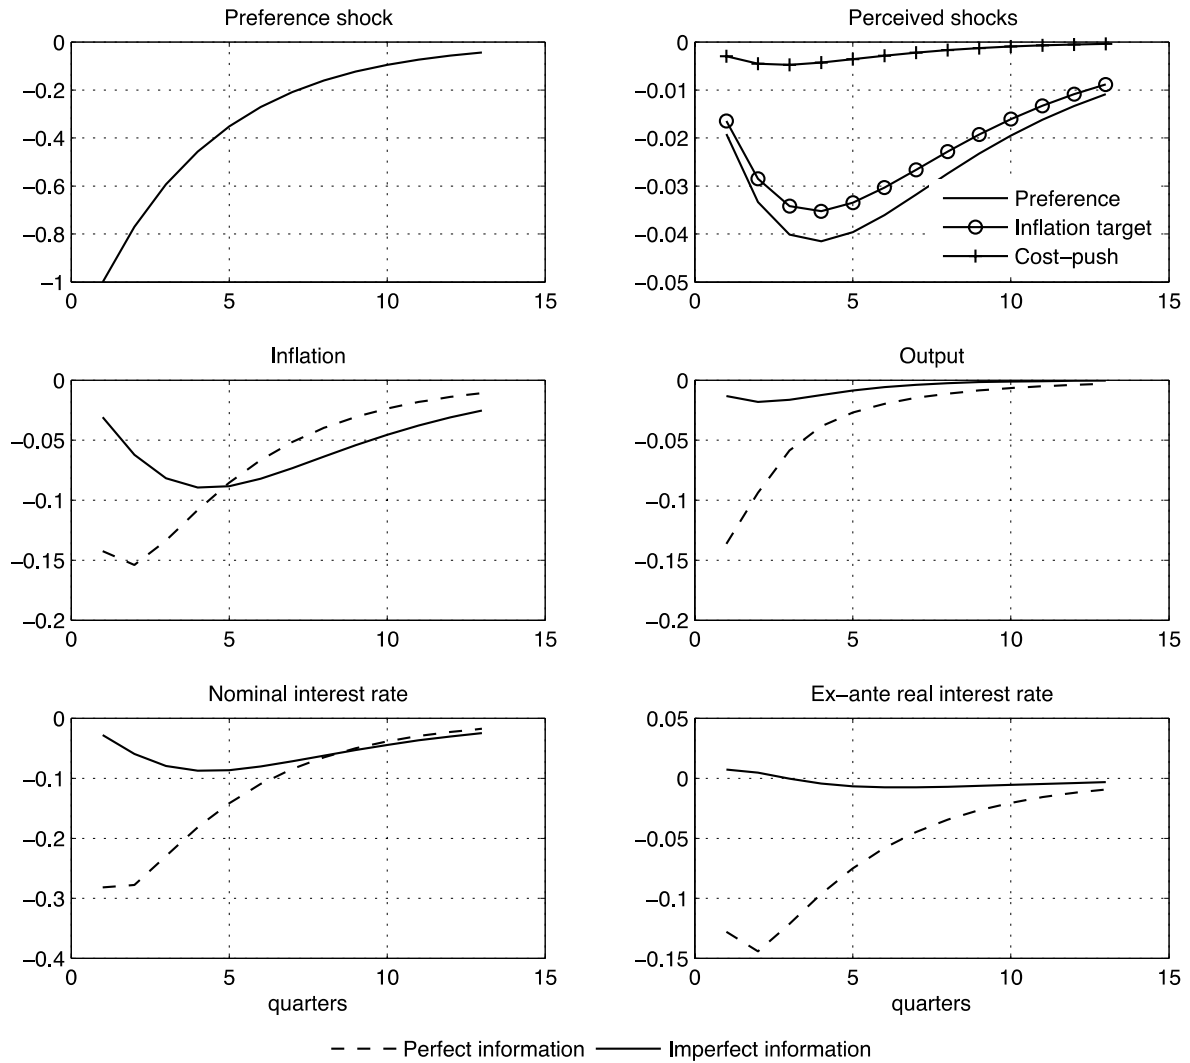 Preference shock
0
−0.2
−0.4
−0.6
−0.8
−1
0 5 10 15
Perceived shocks
0
−0.01
−0.02
−0.03
−0.04
−0.05
Preference
Inflation target
Cost−push
0 5 10 15
Inflation
0
−0.05
−0.1
−0.15
−0.2
0 5 10 15
Output
0
−0.05
−0.1
−0.15
−0.2
0 5 10 15
Nominal interest rate
0
−0.1
−0.2
−0.3
−0.4
0 5 10 15
quarters
Ex−ante real interest rate
0.05
0
−0.05
−0.1
−0.15
0 5 10 15
quarters
Perfect information Imperfect information